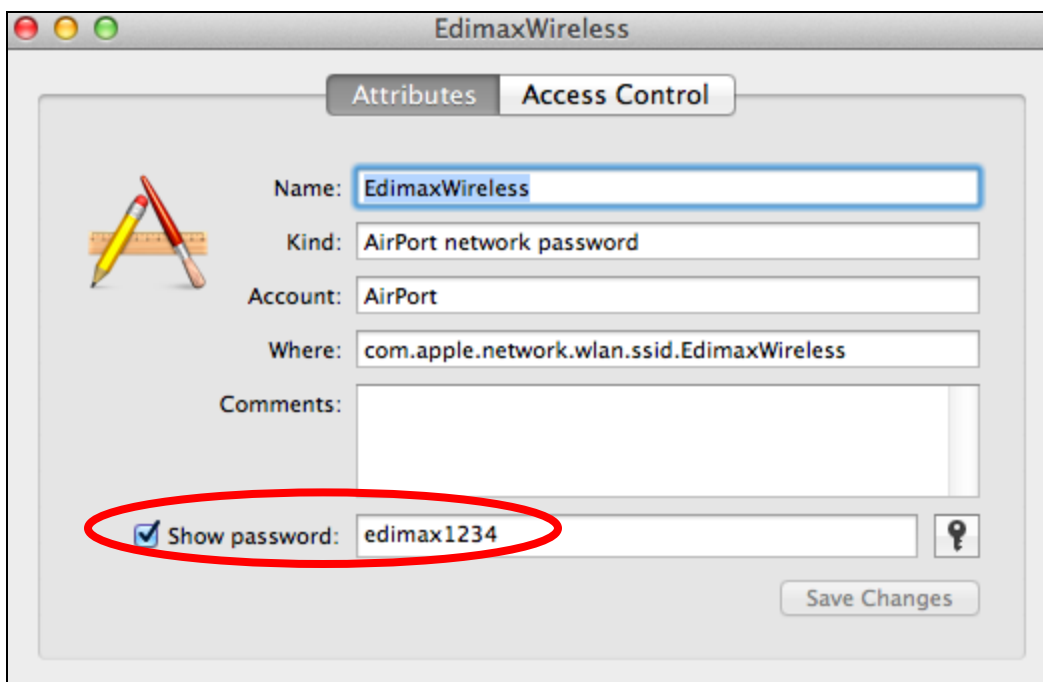 EdimaxWireless
Attributes Access Control
Name: EdimaxWireless
Kind: AirPort network password
Account: AirPort
Where: com.apple.network.wlan.ssid.EdimaxWireless
Comments:
Show password: edimax1234
Save Changes